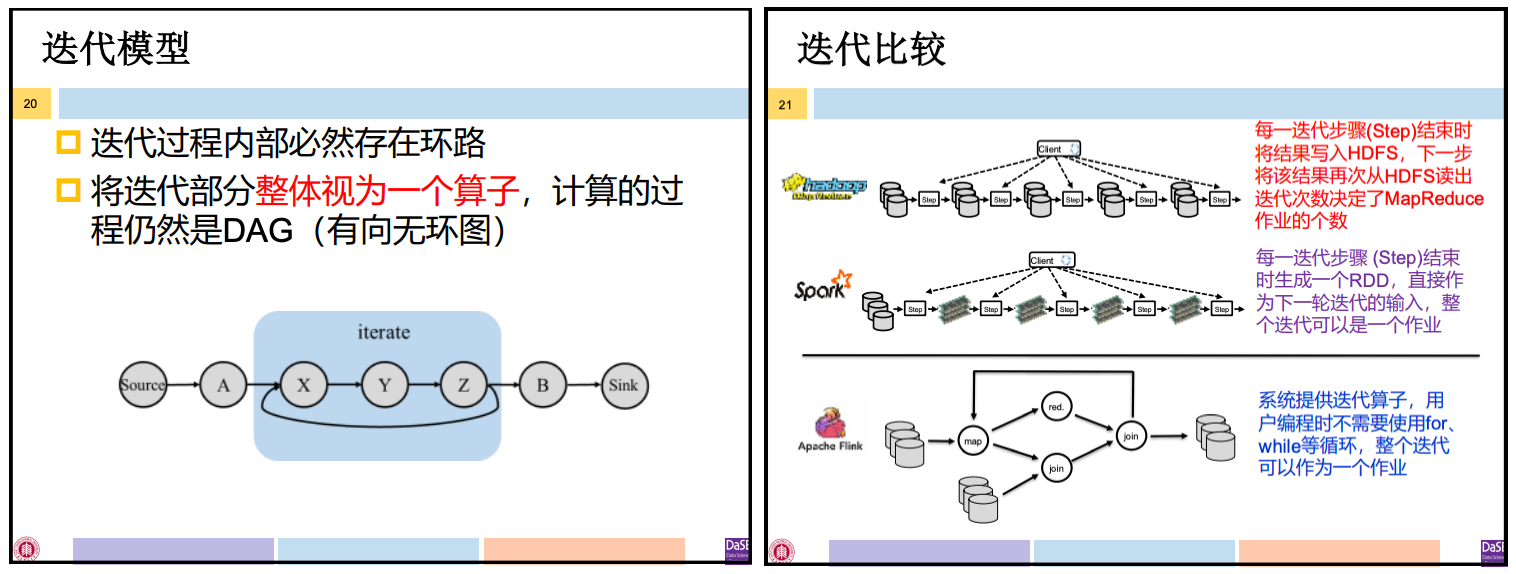 迭代模型
20
迭代过程内部必然存在环路
将迭代部分整体视为一个算子，计算的过
程仍然是DAG（有向无环图）
iterate
Source
A
X
Y
Z
B
Sink
DaSE
迭代比较
21
Client
hadoop
Step
Step
Step
Step
Step
每一迭代步骤(Step)结束时
将结果写入HDFS，下一步
将该结果再次从HDFS读出
迭代次数决定了MapReduce
作业的个数
Client
Spark
Step
Step
Step
Step
Step
每一迭代步骤 (Step)结束
时生成一个RDD，直接作
为下一轮迭代的输入，整
个迭代可以是一个作业
Apache Flink
map
red.
join
join
系统提供迭代算子，用
户编程时不需要使用for、
while等循环，整个迭代
可以作为一个作业
DaSE